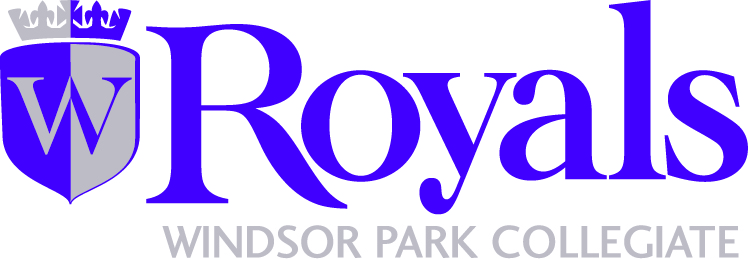 W
Royals
WINDSOR PARK COLLEGIATE